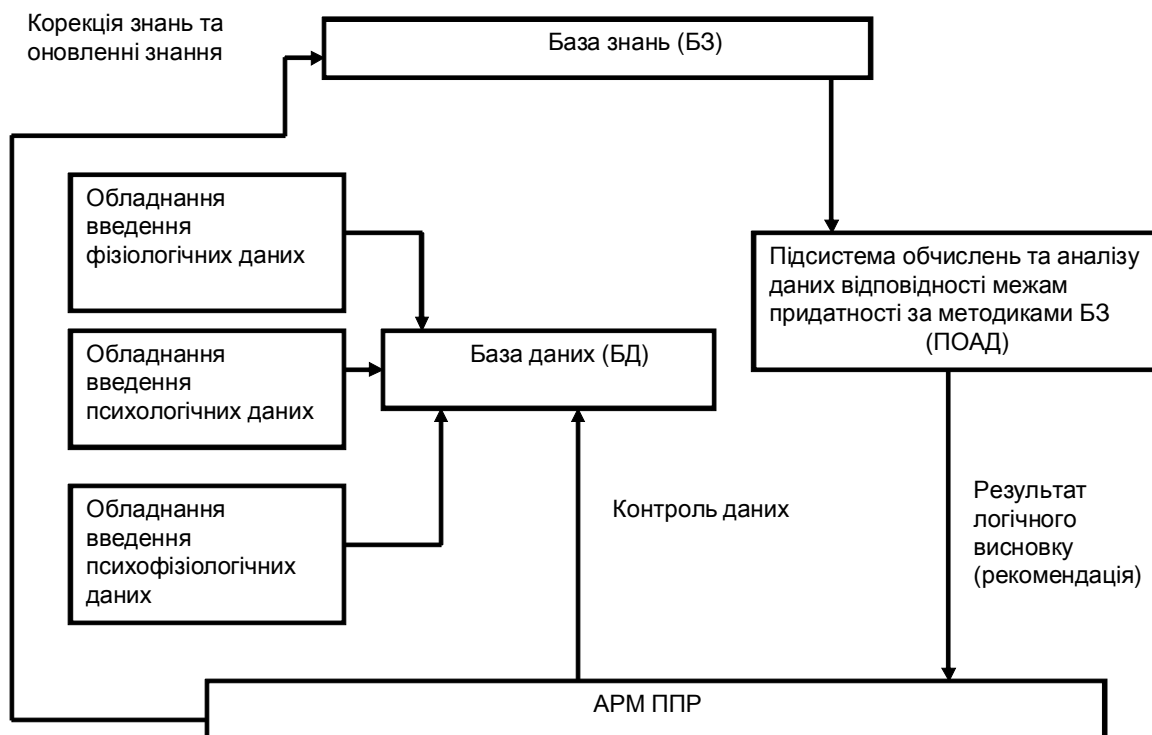 Корекція знань та
оновленні знання
База знань (БЗ)
Обладнання
введення
фізіологічних даних
Підсистема обчислень та аналізу
даних відповідності межам
придатності за методиками БЗ
(ПОАД)
Обладнання
введення
психологічних даних
База даних (БД)
Обладнання
введення
психофізіологічних
даних
Контроль даних
Результат
логічного
висновку
(рекомендація)
АРМ ППР